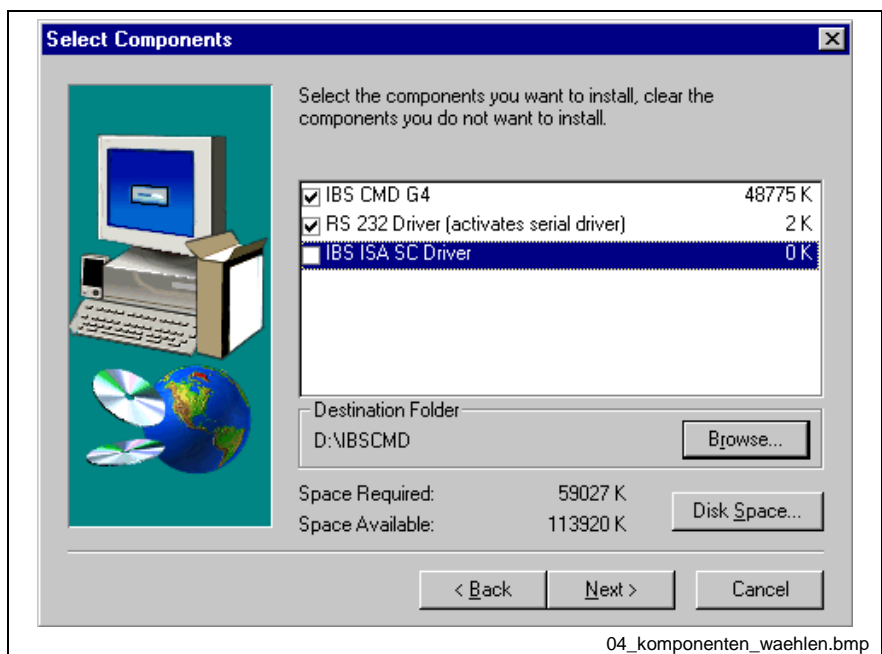 Select Components
Select the components you want to install, clear the
components you do not want to install.
IBS CMD G4 48775 K
RS 232 Driver (activates serial driver) 2 K
IBS ISA SC Driver 0 K
Destination Folder
D:\IBSCMD Browse...
Space Required: 59027 K
Space Available: 113920 K
Disk Space...
< Back Next > Cancel
04_komponenten_waehlen.bmp